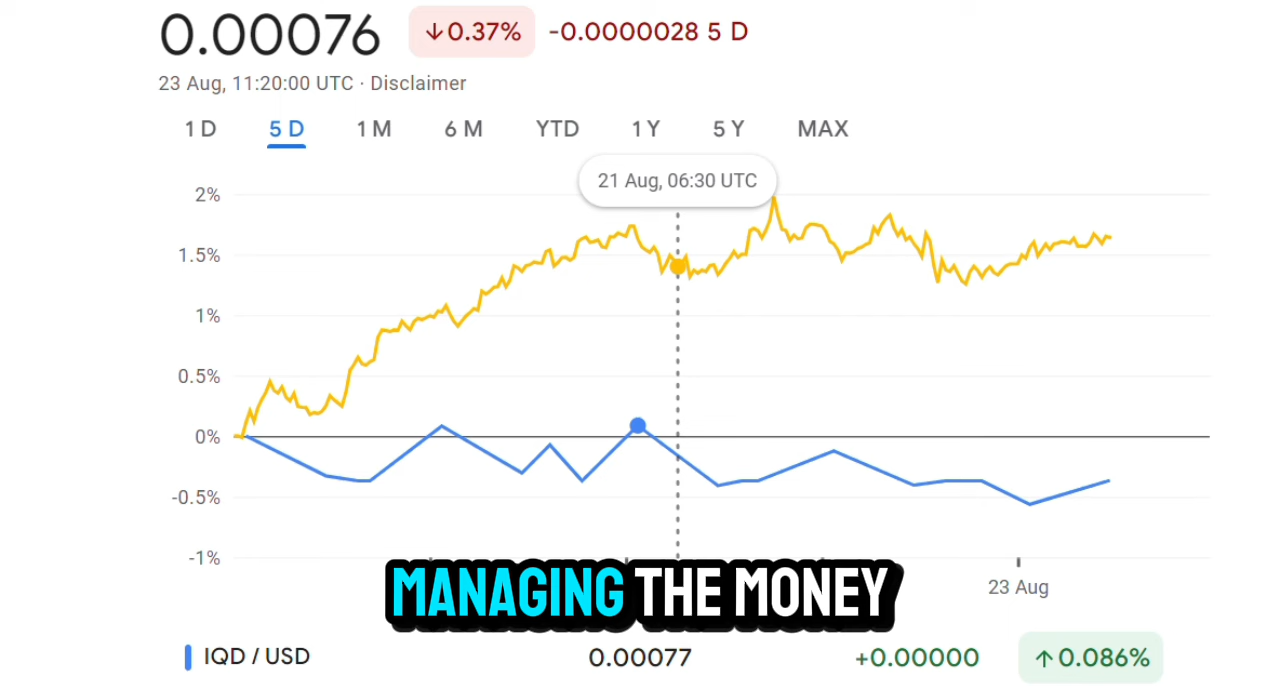 0.00076 ↓0.37% -0.0000028 5 D
23 Aug, 11:20:00 UTC · Disclaimer
1 D 5 D 1 M 6 M YTD 1 Y 5 Y MAX
21 Aug, 06:30 UTC
2%
1.5%
1%
0.5%
0%
-0.5%
-1%
23 Aug
MANAGING THE MONEY
IQD / USD 0.00077 +0.00000 ↑0.086%